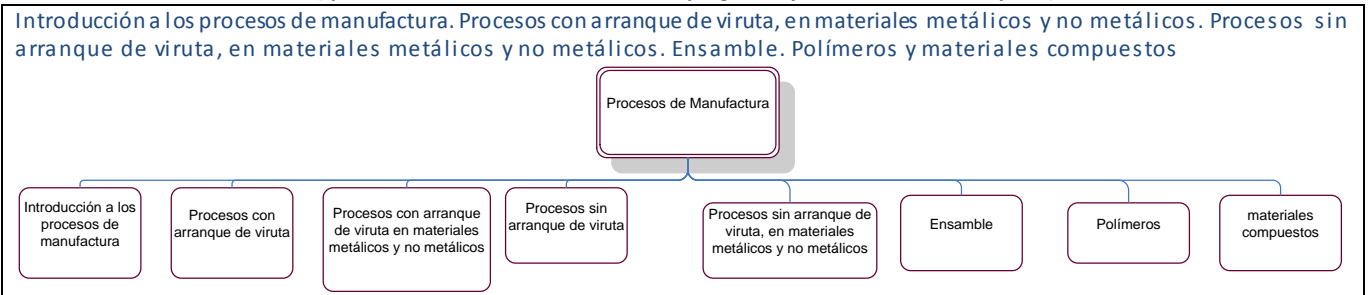 Introducción a los procesos de manufactura. Procesos con arranque de viruta, en materiales metálicos y no metálicos. Procesos sin
arranque de viruta, en materiales metálicos y no metálicos. Ensamble. Polímeros y materiales compuestos
Procesos de Manufactura
Introducción a los
procesos de
manufactura
Procesos con
arranque de viruta
Procesos con arranque
de viruta en materiales
metálicos y no metálicos
Procesos sin
arranque de viruta
Procesos sin arranque de
viruta, en materiales
metálicos y no metálicos
Ensamble
Polímeros
materiales
compuestos